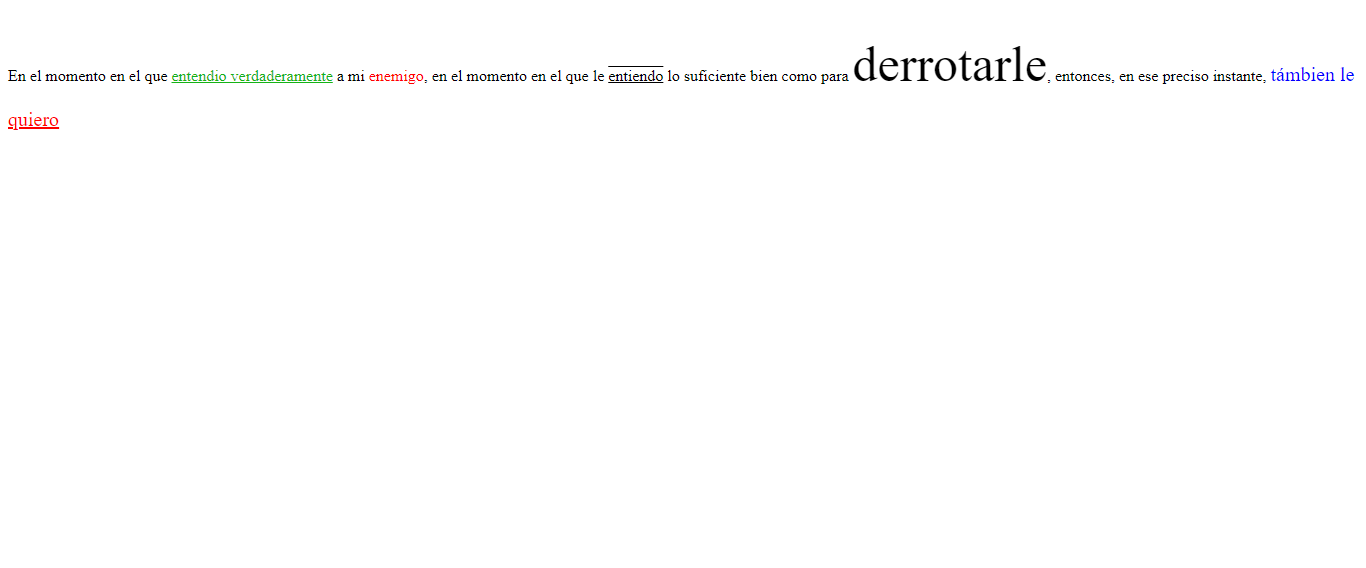 En el momento en el que entendio verdaderamente a mi enemigo, en el momento en el que le entiendo lo suficiente bien como para derrotarle, entonces, en ese preciso instante, támbien le
quiero